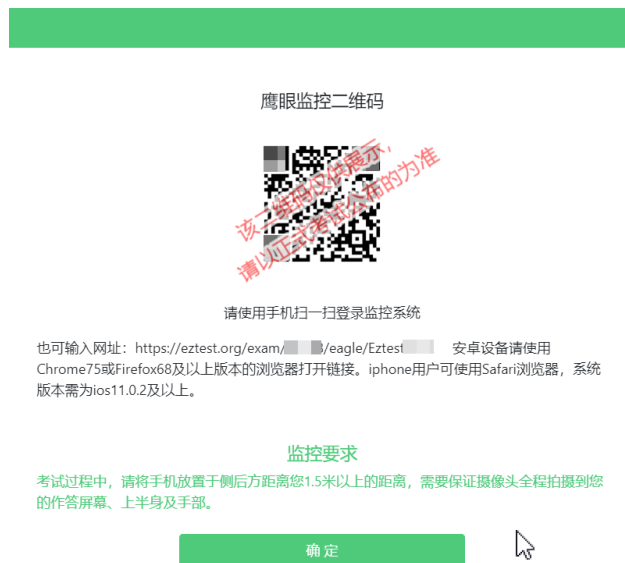 鹰眼监控二维码
该二维码仅供展示，
请以正式考试公布的为准
请使用手机扫一扫登录监控系统
也可输入网址：https://eztest.org/exam/ /eagle/Eztest 安卓设备请使用
Chrome75或Firefox68及以上版本的浏览器打开链接。iphone用户可使用Safari浏览器，系统
版本需为ios11.0.2及以上。
监控要求
考试过程中，请将手机放置于侧后方距离您1.5米以上的距离，需要保证摄像头全程拍摄到您
的作答屏幕、上半身及手部。
确定